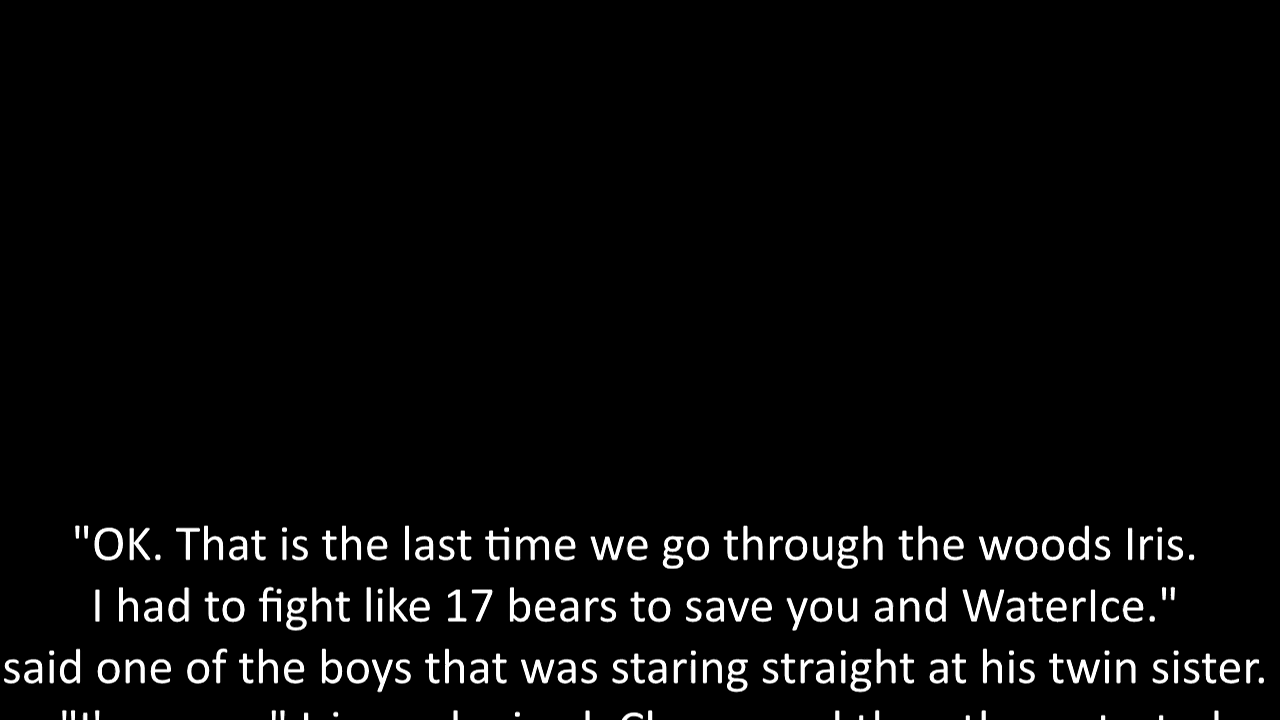 "OK. That is the last time we go through the woods Iris.
I had to fight like 17 bears to save you and WaterIce."
said one of the boys that was staring straight at his twin sister.